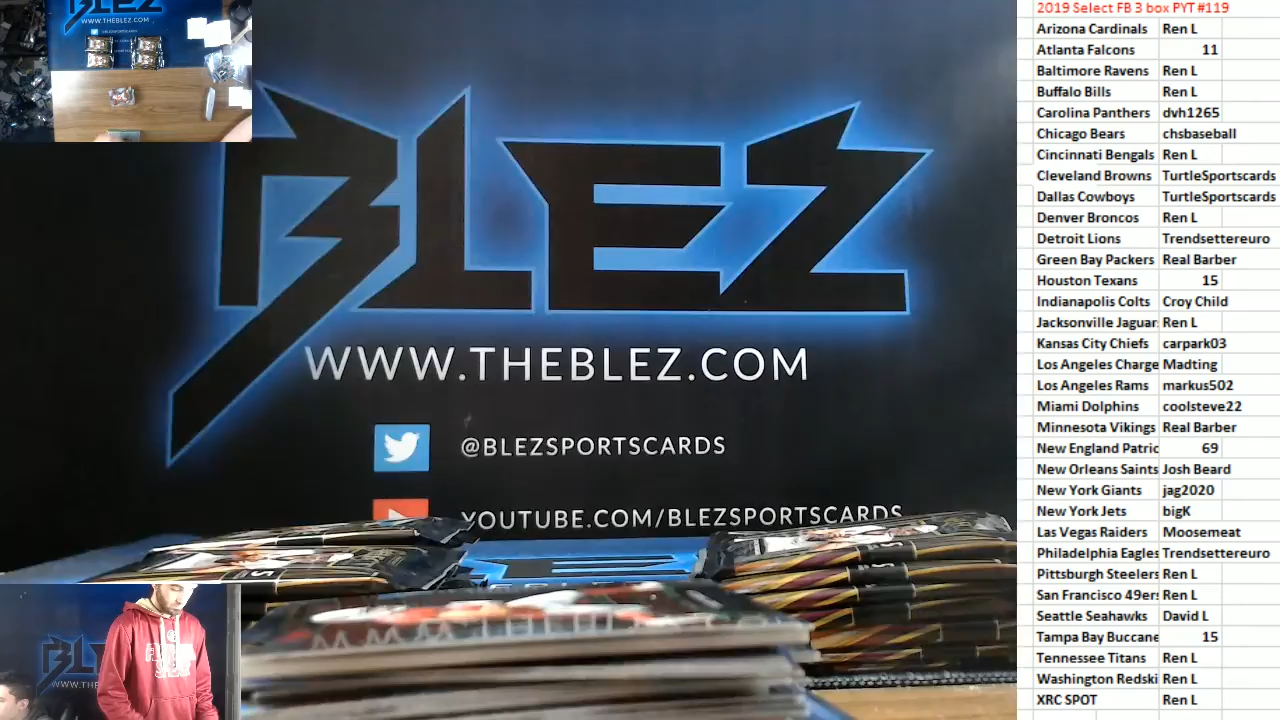 WWW.THEBLEZ.COM
BLEZ
WWW.THEBLEZ.COM
@BLEZSPORTSCARDS
YOUTUBE.COM/BLEZSPORTSCARDS
2019 Select FB 3 box PYT #119
Arizona Cardinals Ren L
Atlanta Falcons 11
Baltimore Ravens Ren L
Buffalo Bills Ren L
Carolina Panthers dvh1265
Chicago Bears chsbaseball
Cincinnati Bengals Ren L
Cleveland Browns TurtleSportscards
Dallas Cowboys TurtleSportscards
Denver Broncos Ren L
Detroit Lions Trendsettereuro
Green Bay Packers Real Barber
Houston Texans 15
Indianapolis Colts Croy Child
Jacksonville Jaguar Ren L
Kansas City Chiefs carpark03
Los Angeles Charge Madting
Los Angeles Rams markus502
Miami Dolphins coolsteve22
Minnesota Vikings Real Barber
New England Patric 69
New Orleans Saints Josh Beard
New York Giants jag2020
New York Jets bigK
Las Vegas Raiders Moosemeat
Philadelphia Eagles Trendsettereuro
Pittsburgh Steelers Ren L
San Francisco 49ers Ren L
Seattle Seahawks David L
Tampa Bay Buccane 15
Tennessee Titans Ren L
Washington Redski Ren L
XRC SPOT Ren L